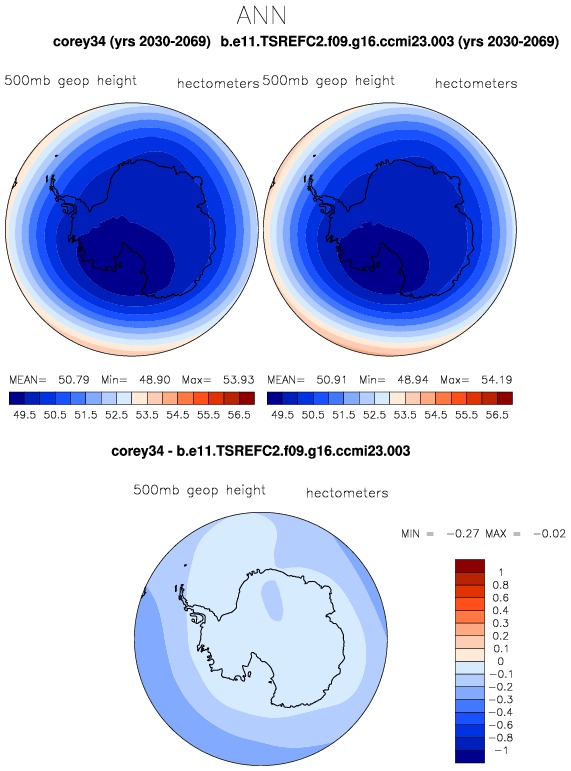 ANN
corey34 (yrs 2030-2069) b.e11.TSREFC2.f09.g16.ccmi23.003 (yrs 2030-2069)
500mb geop height hectometers 500mb geop height hectometers
MEAN= 50.79 Min= 48.90 Max= 53.93 MEAN= 50.91 Min= 48.94 Max= 54.19
49.5 50.5 51.5 52.5 53.5 54.5 55.5 56.5 49.5 50.5 51.5 52.5 53.5 54.5 55.5 56.5
corey34 - b.e11.TSREFC2.f09.g16.ccmi23.003
500mb geop height hectometers
MIN = -0.27 MAX = -0.02
1
0.8
0.6
0.4
0.3
0.2
0.1
0
-0.1
-0.2
-0.3
-0.4
-0.6
-0.8
-1